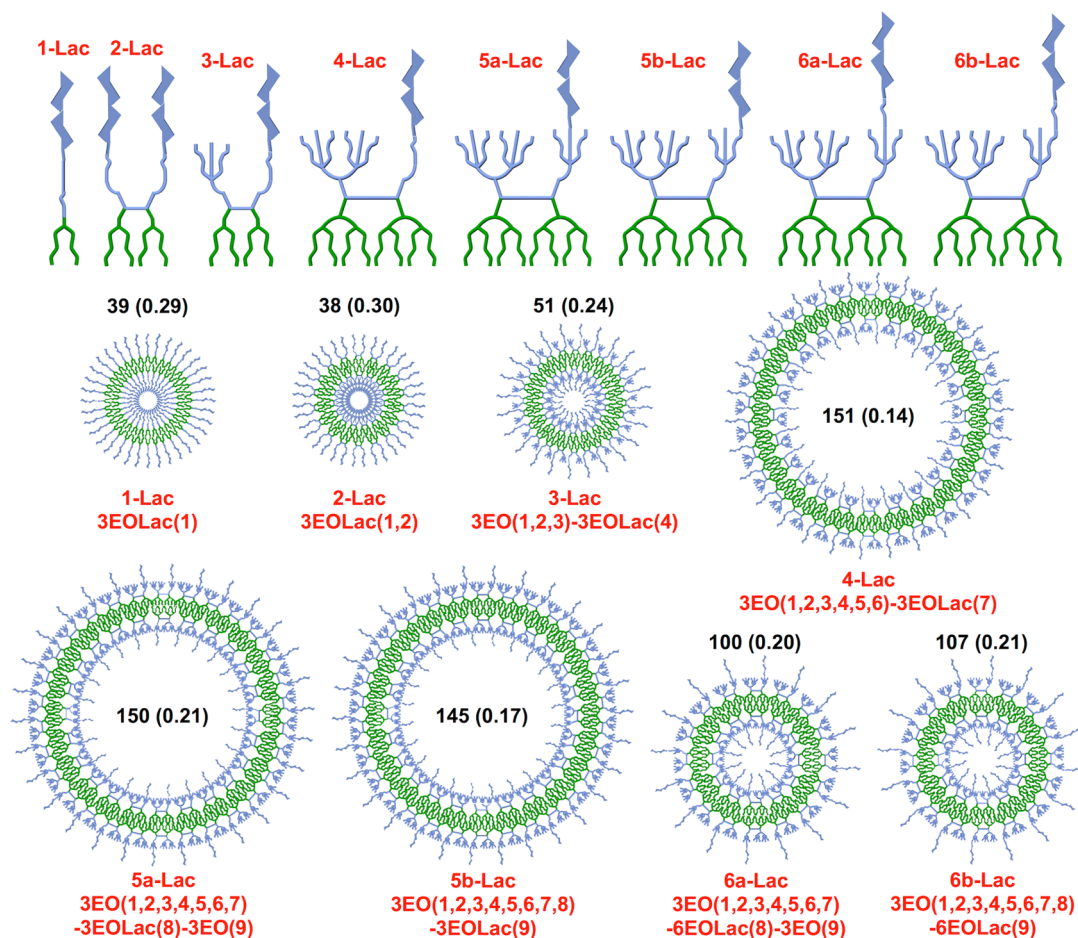 1-Lac
2-Lac
3-Lac
4-Lac
5a-Lac
5b-Lac
6a-Lac
6b-Lac
39 (0.29)
1-Lac
3EOLac(1)
38 (0.30)
2-Lac
3EOLac(1,2)
51 (0.24)
3-Lac
3EO(1,2,3)-3EOLac(4)
151 (0.14)
4-Lac
3EO(1,2,3,4,5,6)-3EOLac(7)
150 (0.21)
5a-Lac
3EO(1,2,3,4,5,6,7)
-3EOLac(8)-3EO(9)
145 (0.17)
5b-Lac
3EO(1,2,3,4,5,6,7,8)
-3EOLac(9)
100 (0.20)
6a-Lac
3EO(1,2,3,4,5,6,7)
-6EOLac(8)-3EO(9)
107 (0.21)
6b-Lac
3EO(1,2,3,4,5,6,7,8)
-6EOLac(9)